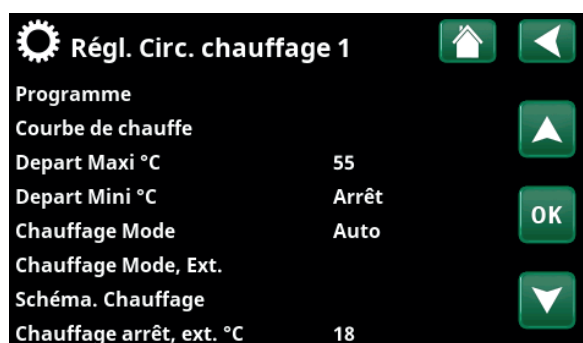 Régl. Circ. chauffage 1
Programme
Courbe de chauffe
Depart Maxi °C 55
Depart Mini °C Arrêt
Chauffage Mode Auto
Chauffage Mode, Ext.
Schéma. Chauffage
Chauffage arrêt, ext. °C 18
OK